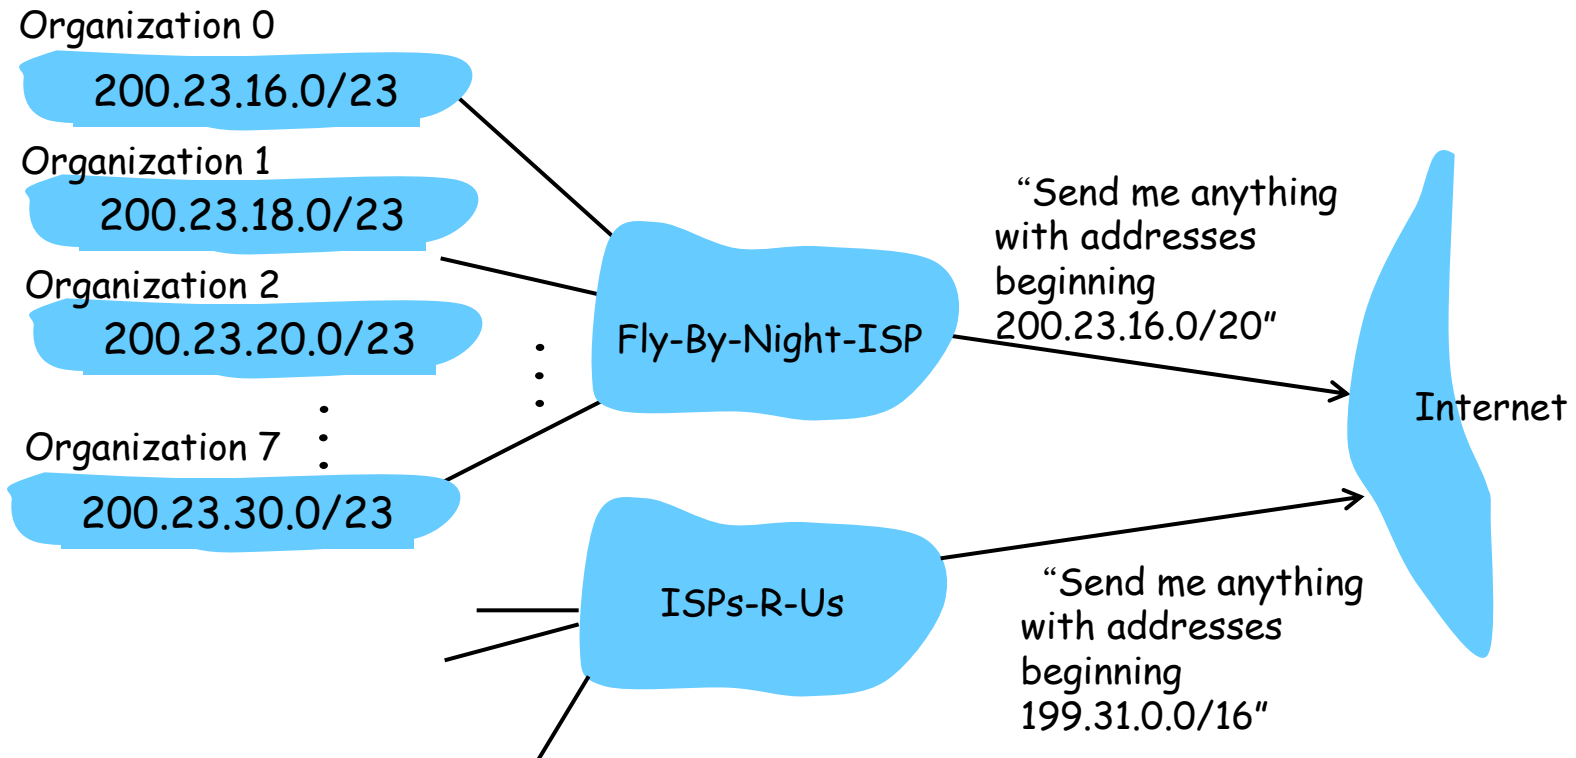 Organization 0
200.23.16.0/23
Organization 1
200.23.18.0/23
Organization 2
200.23.20.0/23
Organization 7
200.23.30.0/23
Fly-By-Night-ISP
“Send me anything
with addresses
beginning
200.23.16.0/20”
Internet
ISPs-R-Us
“Send me anything
with addresses
beginning
199.31.0.0/16”